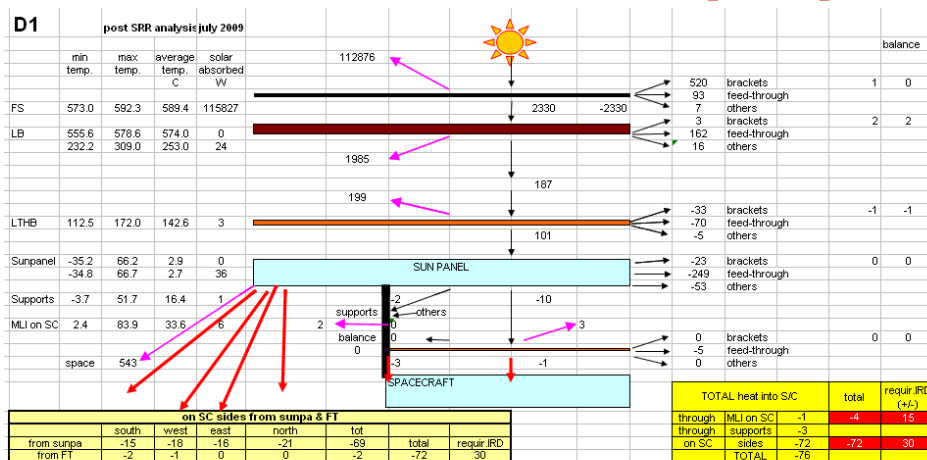 D1 post SRR analysis july 2009
balance
min max average solar
temp. temp. temp. absorbed
C W
112876
520 brackets 1 0
93 feed-through
FS 573.0 592.3 589.4 115827 2330 -2330 7 others
3 brackets 2 2
LB 555.6 578.6 574.0 0 162 feed-through
232.2 309.0 253.0 24 16 others
1985
187
199
-33 brackets -1 -1
LTHB 112.5 172.0 142.6 3 -70 feed-through
101 -5 others
Sunpanel -35.2 66.2 2.9 0 -23 brackets 0 0
-34.8 66.7 2.7 36 SUN PANEL -249 feed-through
-53 others
Supports -3.7 51.7 16.4 1 -2 -10
supports others
MLI on SC 2.4 83.9 33.6 6 2 0 3
balance 0 0 brackets 0 0
0 -5 feed-through
space 543 -3 -1 0 others
SPACECRAFT
TOTAL heat into S/C total requir.IRD
(+/-)
on SC sides from sunpa & FT through MLI on SC -1 -4 15
south west east north tot through supports -3
from sunpa -15 -18 -16 -21 -69 total requir.IRD on SC sides -72 -72 30
from FT -2 -1 0 0 -2 -72 30 TOTAL -76